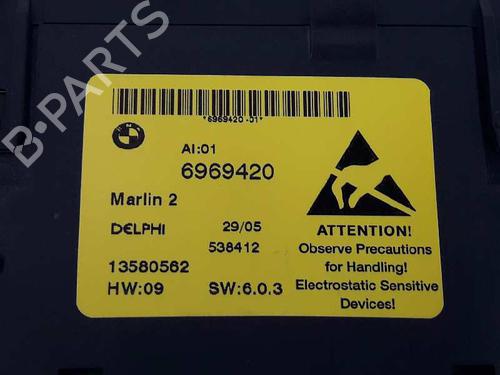 B-PARTS
*6969420-01*
BMW
AI:01
6969420
Marlin 2
DELPHI 29/05
538412
13580562
HW:09 SW:6.0.3
ATTENTION!
Observe Precautions
for Handling!
Electrostatic Sensitive
Devices!